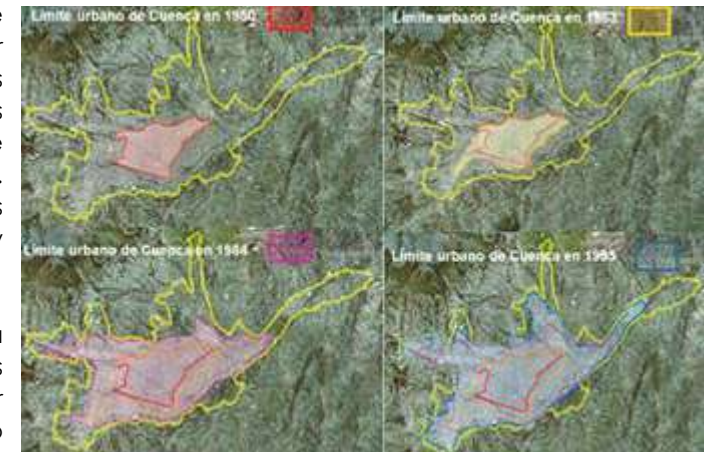 Limite urbano de Cuenca en 1950
Limite urbano de Cuenca en 1963
Limite urbano de Cuenca en 1984
Limite urbano de Cuenca en 1995